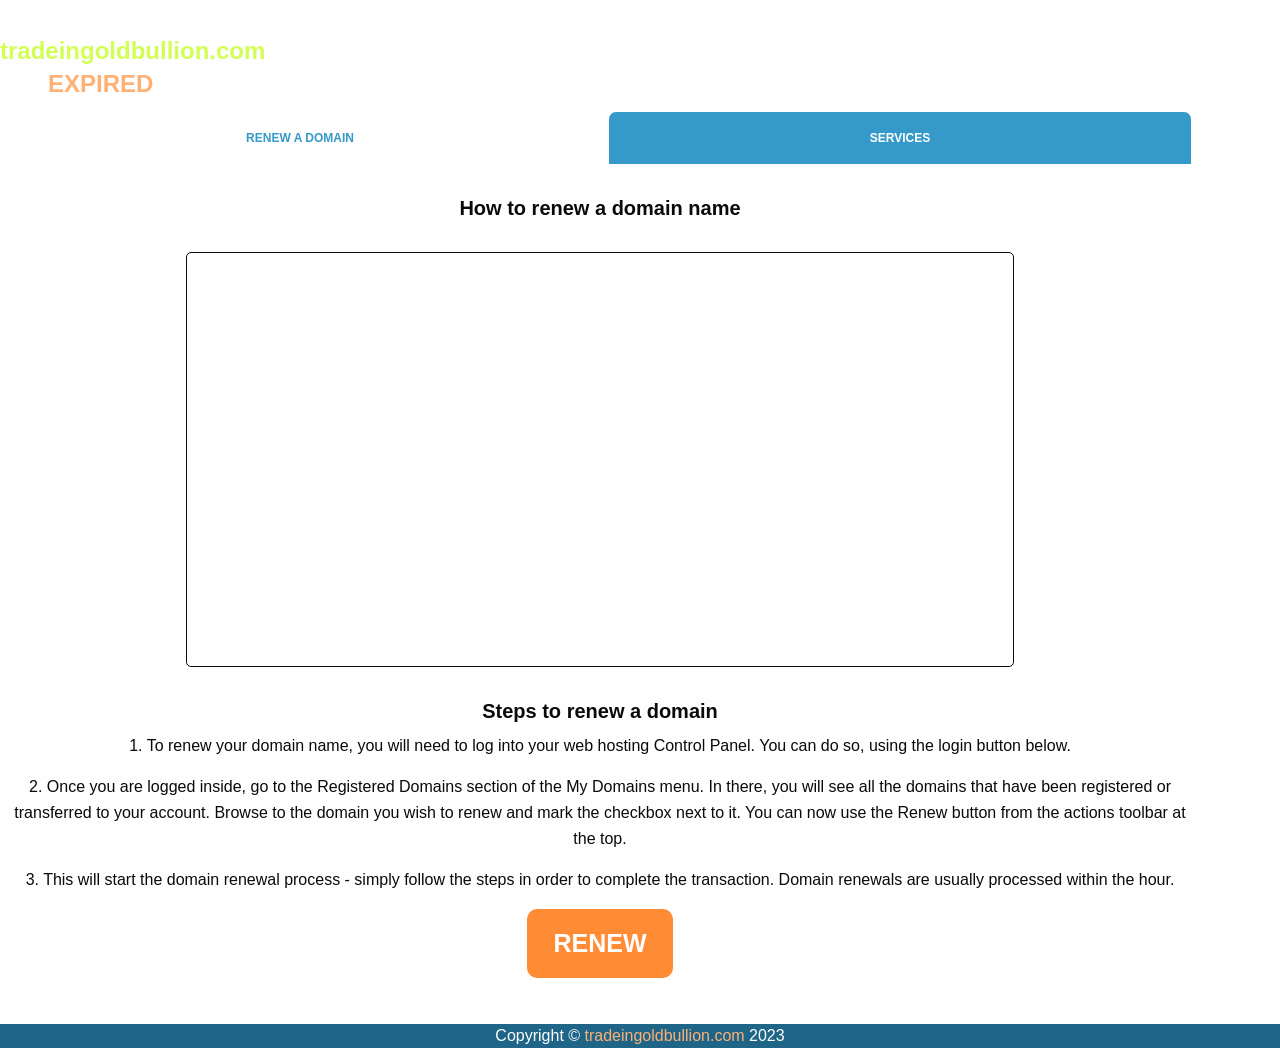 tradeingoldbullion.com
EXPIRED
RENEW A DOMAIN
SERVICES
How to renew a domain name
Steps to renew a domain
1. To renew your domain name, you will need to log into your web hosting Control Panel. You can do so, using the login button below.
2. Once you are logged inside, go to the Registered Domains section of the My Domains menu. In there, you will see all the domains that have been registered or
transferred to your account. Browse to the domain you wish to renew and mark the checkbox next to it. You can now use the Renew button from the actions toolbar at
the top.
3. This will start the domain renewal process - simply follow the steps in order to complete the transaction. Domain renewals are usually processed within the hour.
RENEW
Copyright © tradeingoldbullion.com 2023